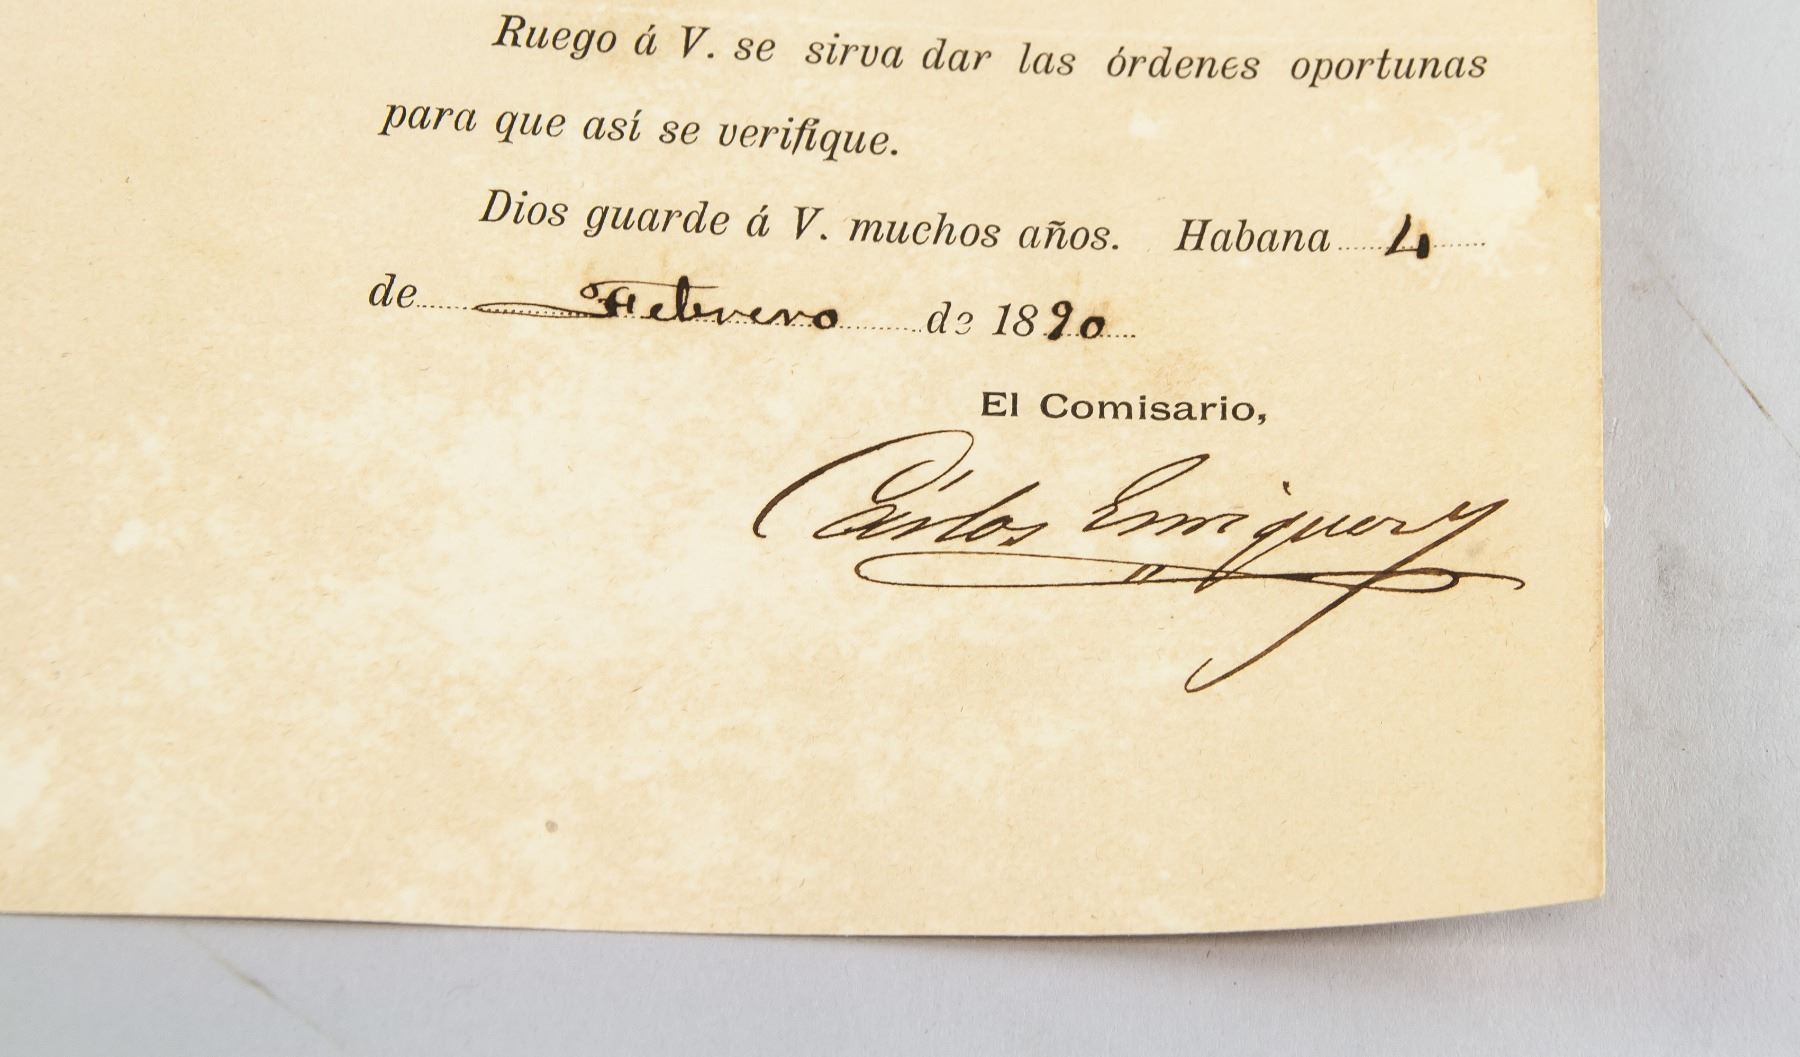 Ruego á V. se sirva dar las órdenes oportunas
para que así se verifique.
Dios guarde á V. muchos años. Habana 4
de Febrero de 1890
El Comisario,
Cárlos Enriquez